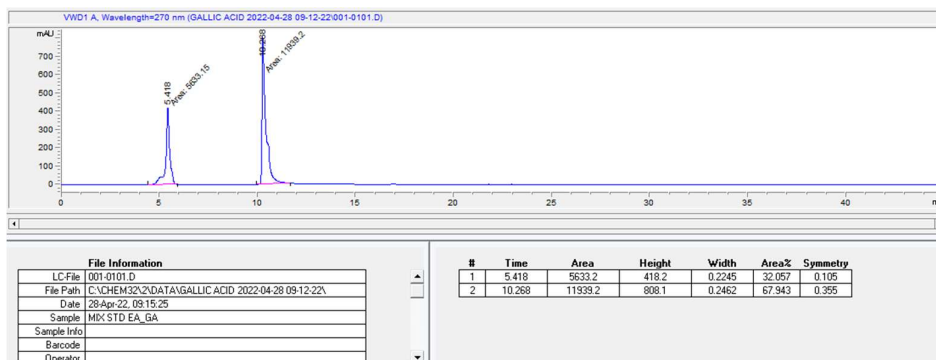 VWD1 A, Wavelength=270 nm (GALLIC ACID 2022-04-28 09-12-22\001-0101.D)
mAU
700
600
500
400
300
200
100
0
5.418
Area: 5633.15
10.268
Area: 11939.2
0 5 10 15 20 25 30 35 40
File Information
LC-File 001-0101.D
File Path C:\CHEM32\2\DATA\GALLIC ACID 2022-04-28 09-12-22\
Date 28-Apr-22, 09:15:25
Sample MIX STD EA_GA
Sample Info
Barcode
Operator
# Time Area Height Width Area% Symmetry
1 5.418 5633.2 418.2 0.2245 32.057 0.105
2 10.268 11939.2 808.1 0.2462 67.943 0.355